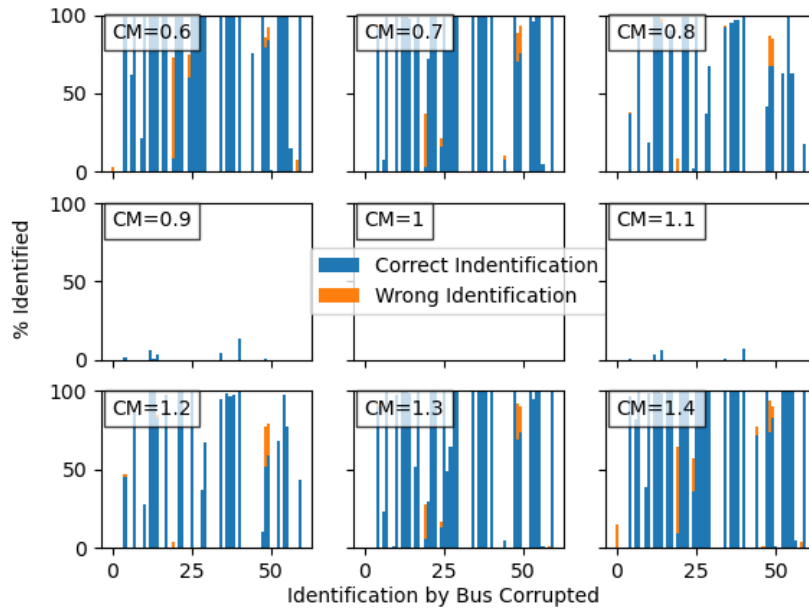 100
CM=0.6
CM=0.7
CM=0.8
50
0
100
CM=0.9
CM=1
CM=1.1
% Identified
Correct Indentification
Wrong Identification
50
0
100
CM=1.2
CM=1.3
CM=1.4
50
0
0 25 50 0 25 50 0 25 50
Identification by Bus Corrupted